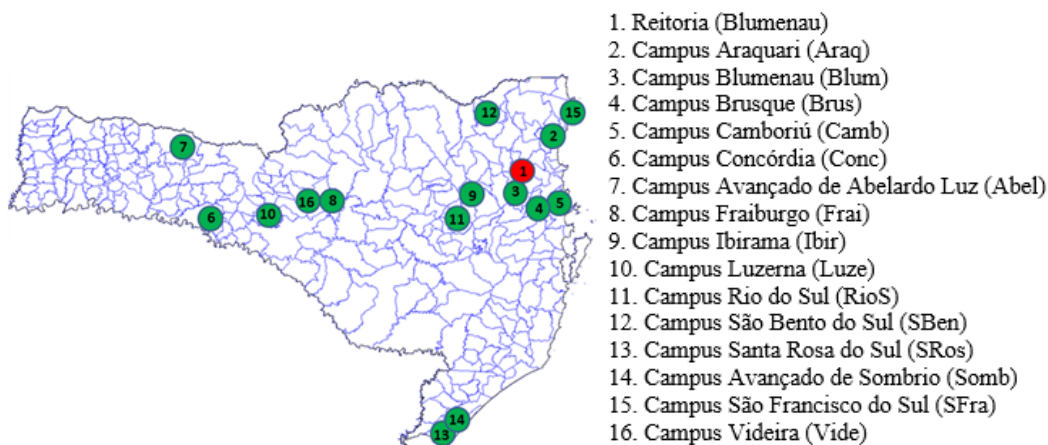 1. Reitoria (Blumenau)
2. Campus Araquari (Araq)
3. Campus Blumenau (Blum)
4. Campus Brusque (Brus)
5. Campus Camboriú (Camb)
6. Campus Concórdia (Conc)
7. Campus Avançado de Abelardo Luz (Abel)
8. Campus Fraiburgo (Frai)
9. Campus Ibirama (Ibir)
10. Campus Luzerna (Luze)
11. Campus Rio do Sul (RioS)
12. Campus São Bento do Sul (SBen)
13. Campus Santa Rosa do Sul (SRos)
14. Campus Avançado de Sombrio (Somb)
15. Campus São Francisco do Sul (SFra)
16. Campus Videira (Vide)
12
15
2
7
1
3
9
16
8
4
5
10
6
11
14
13